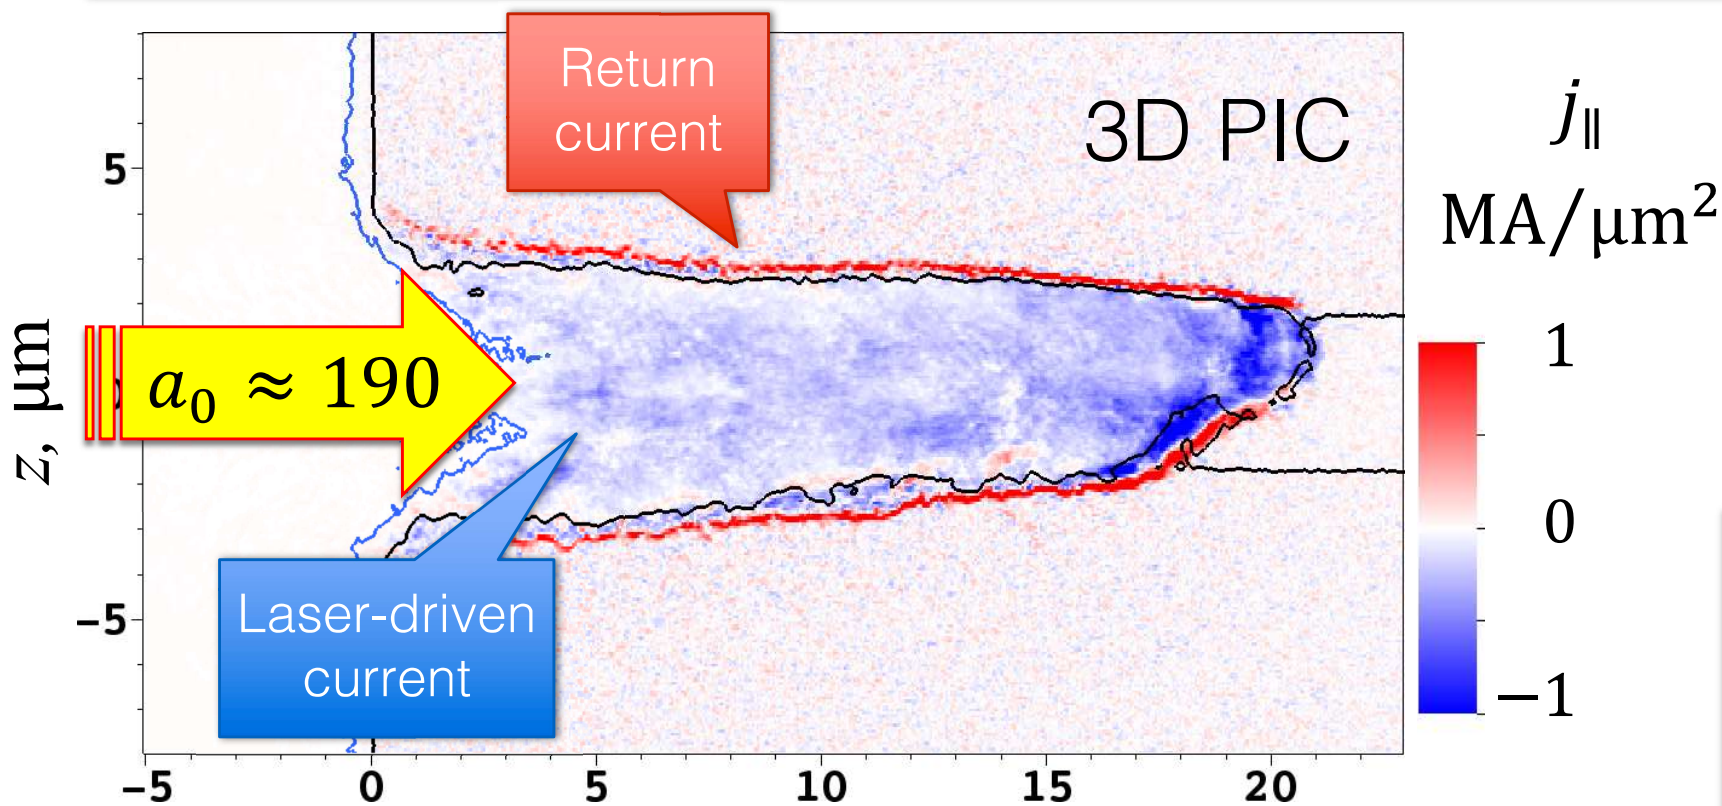 Return
current
3D PIC
j∥
MA/μm²
5
z, μm
a₀ ≈ 190
1
0
−1
Laser-driven
current
-5
-5
0
5
10
15
20